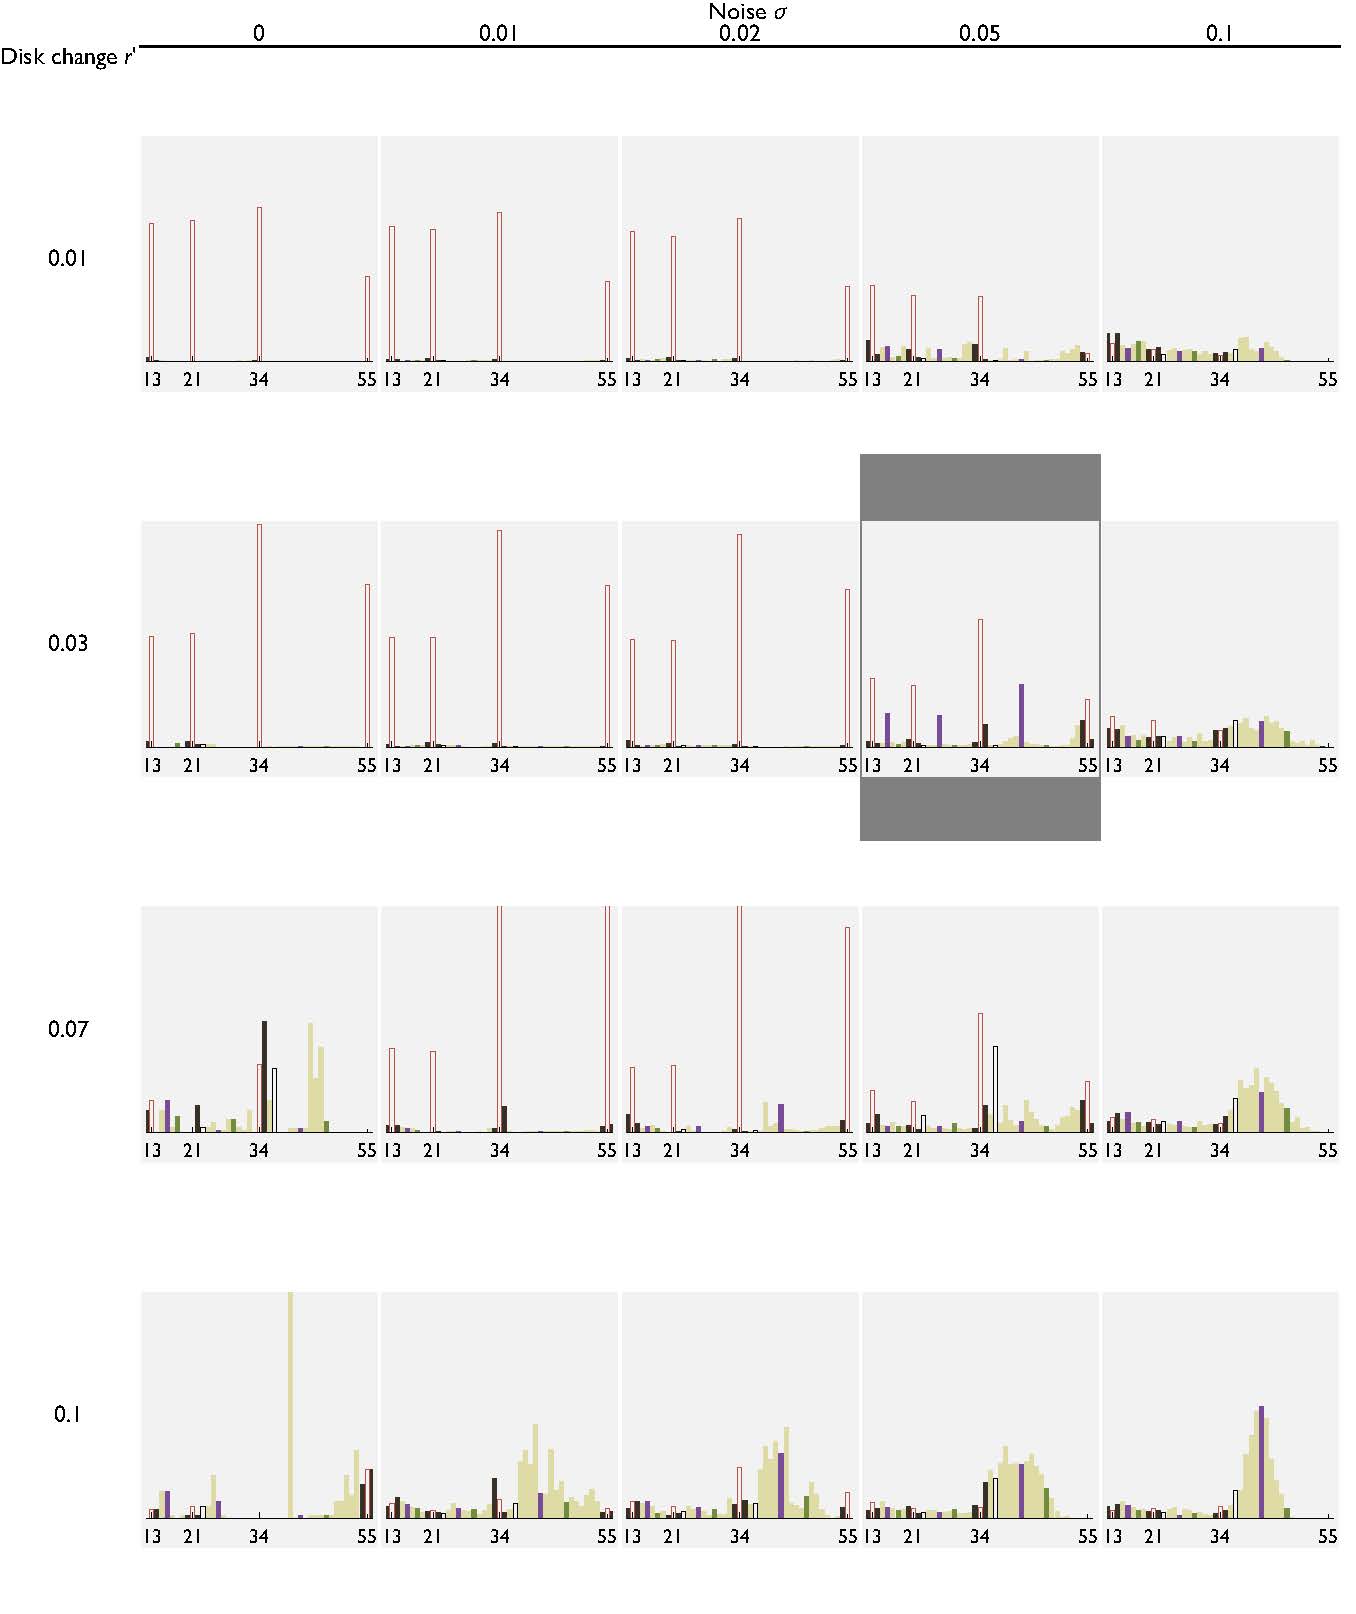 Noise σ
0 0.01 0.02 0.05 0.1
Disk change r'
0.01
13 21 34 55 13 21 34 55 13 21 34 55 13 21 34 55 13 21 34 55
0.03
13 21 34 55 13 21 34 55 13 21 34 55 13 21 34 55 13 21 34 55
0.07
13 21 34 55 13 21 34 55 13 21 34 55 13 21 34 55 13 21 34 55
0.1
13 21 34 55 13 21 34 55 13 21 34 55 13 21 34 55 13 21 34 55